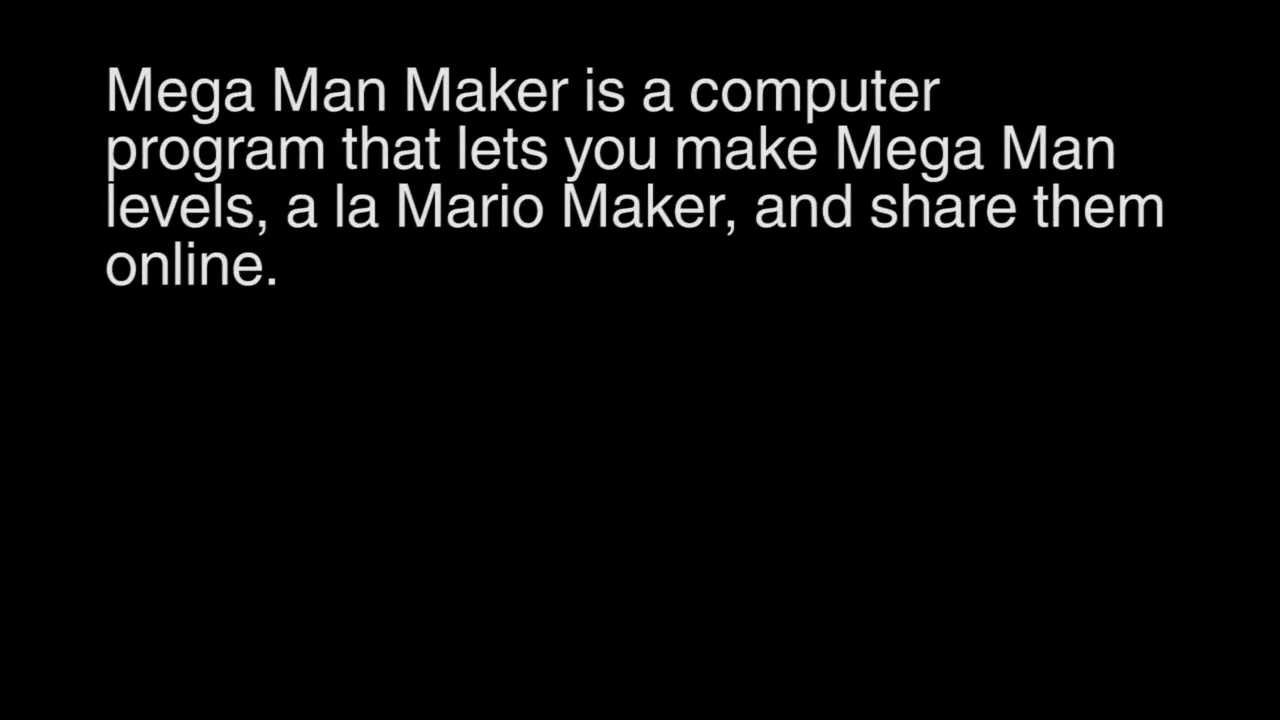 Mega Man Maker is a computer
program that lets you make Mega Man
levels, a la Mario Maker, and share them
online.